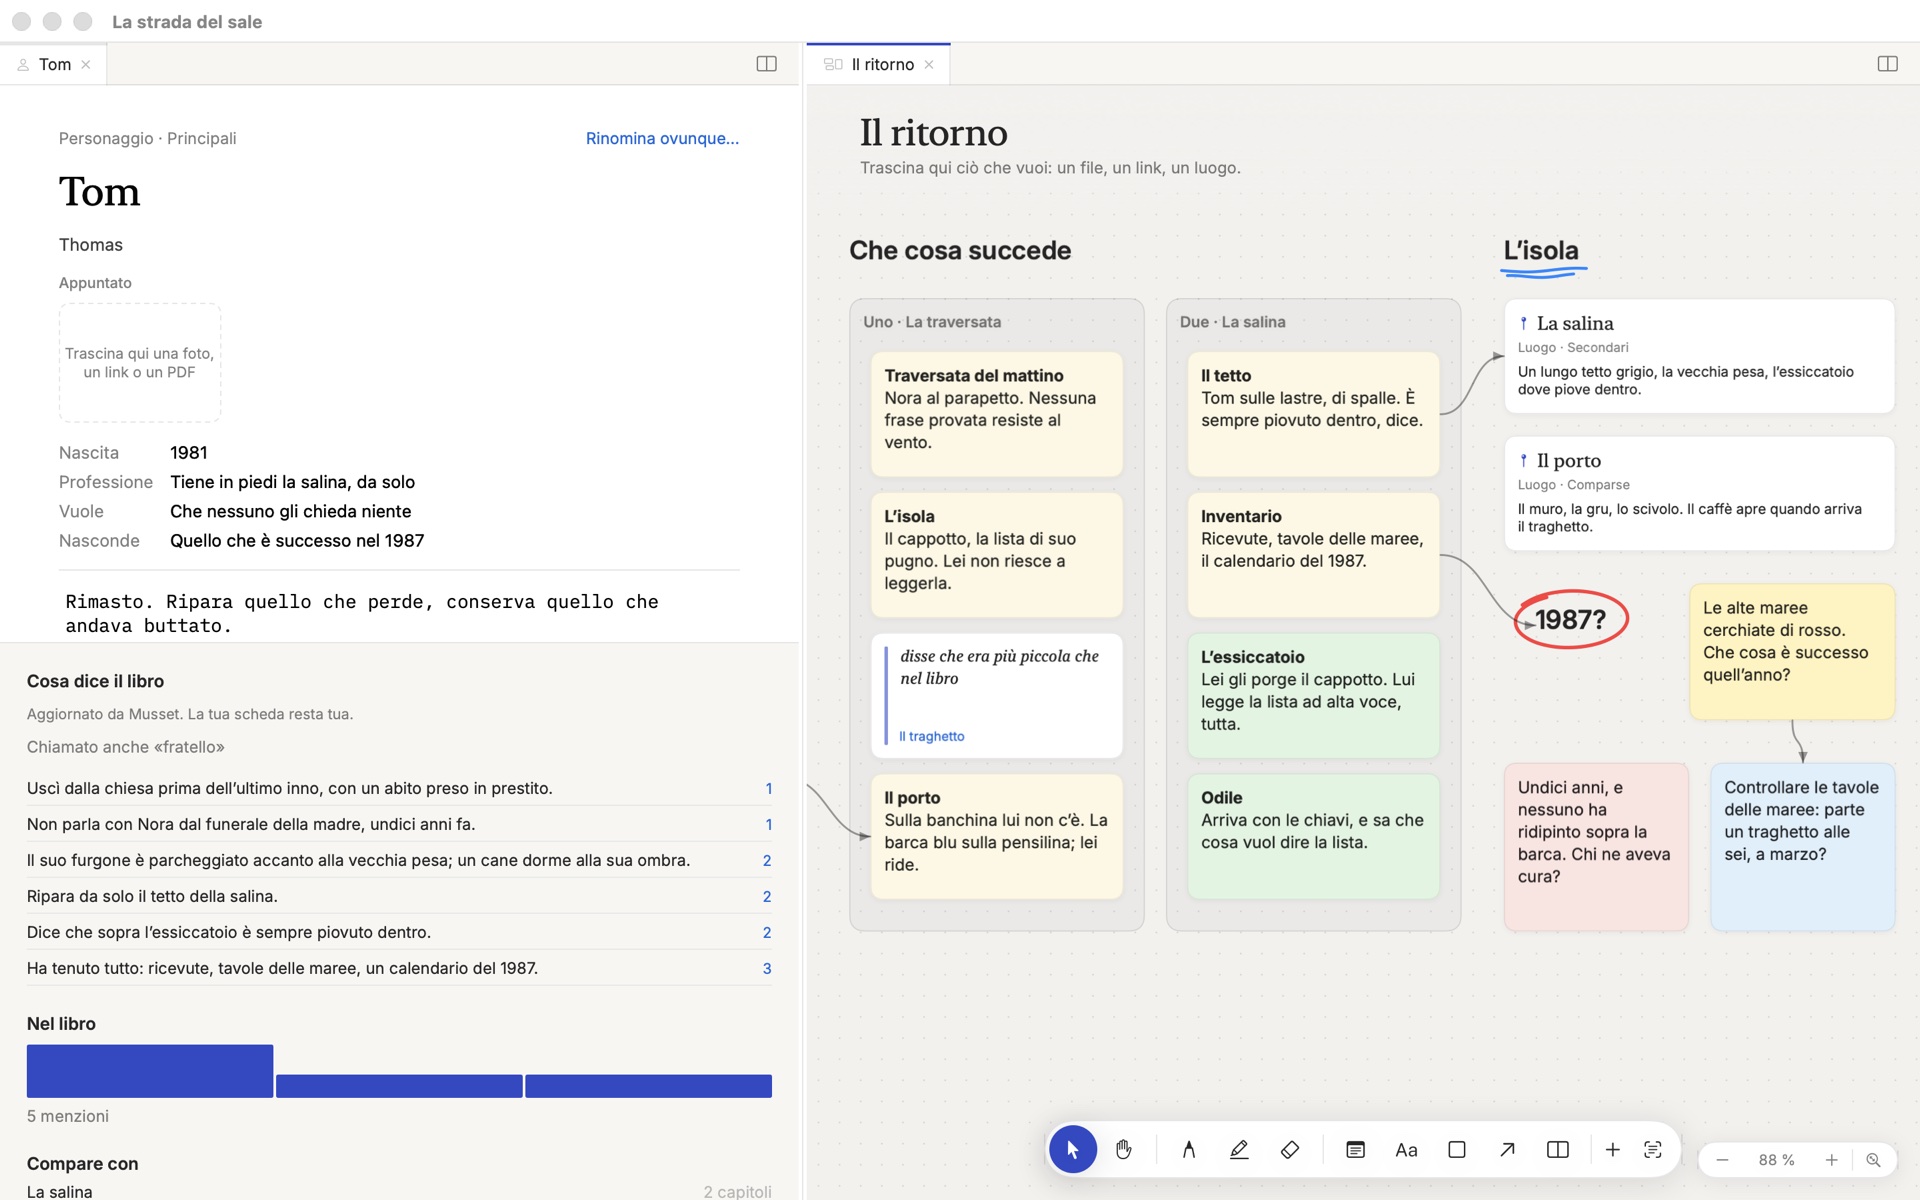 La strada del sale
Tom
Personaggio · Principali
Rinomina ovunque...
Tom
Thomas
Appuntato
Trascina qui una foto,
un link o un PDF
Nascita 1981
Professione Tiene in piedi la salina, da solo
Vuole Che nessuno gli chieda niente
Nasconde Quello che è successo nel 1987
Rimasto. Ripara quello che perde, conserva quello che
andava buttato.
Cosa dice il libro
Aggiornato da Musset. La tua scheda resta tua.
Chiamato anche «fratello»
Uscì dalla chiesa prima dell’ultimo inno, con un abito preso in prestito. 1
Non parla con Nora dal funerale della madre, undici anni fa. 1
Il suo furgone è parcheggiato accanto alla vecchia pesa; un cane dorme alla sua ombra. 2
Ripara da solo il tetto della salina. 2
Dice che sopra l’essiccatoio è sempre piovuto dentro. 2
Ha tenuto tutto: ricevute, tavole delle maree, un calendario del 1987. 3
Nel libro
5 menzioni
Compare con
La salina 2 capitoli
Il ritorno
Il ritorno
Trascina qui ciò che vuoi: un file, un link, un luogo.
Che cosa succede
Uno · La traversata
Traversata del mattino
Nora al parapetto. Nessuna
frase provata resiste al
vento.
L’isola
Il cappotto, la lista di suo
pugno. Lei non riesce a
leggerla.
disse che era più piccola che
nel libro
Il traghetto
Il porto
Sulla banchina lui non c’è. La
barca blu sulla pensilina; lei
ride.
Due · La salina
Il tetto
Tom sulle lastre, di spalle. È
sempre piovuto dentro, dice.
Inventario
Ricevute, tavole delle maree,
il calendario del 1987.
L’essiccatoio
Lei gli porge il cappotto. Lui
legge la lista ad alta voce,
tutta.
Odile
Arriva con le chiavi, e sa che
cosa vuol dire la lista.
L’isola
La salina
Luogo · Secondari
Un lungo tetto grigio, la vecchia pesa, l’essiccatoio
dove piove dentro.
Il porto
Luogo · Comparse
Il muro, la gru, lo scivolo. Il caffè apre quando arriva
il traghetto.
1987?
Le alte maree
cerchiate di rosso.
Che cosa è successo
quell’anno?
Undici anni, e
nessuno ha
ridipinto sopra la
barca. Chi ne aveva
cura?
Controllare le tavole
delle maree: parte
un traghetto alle
sei, a marzo?
Aa
88 %